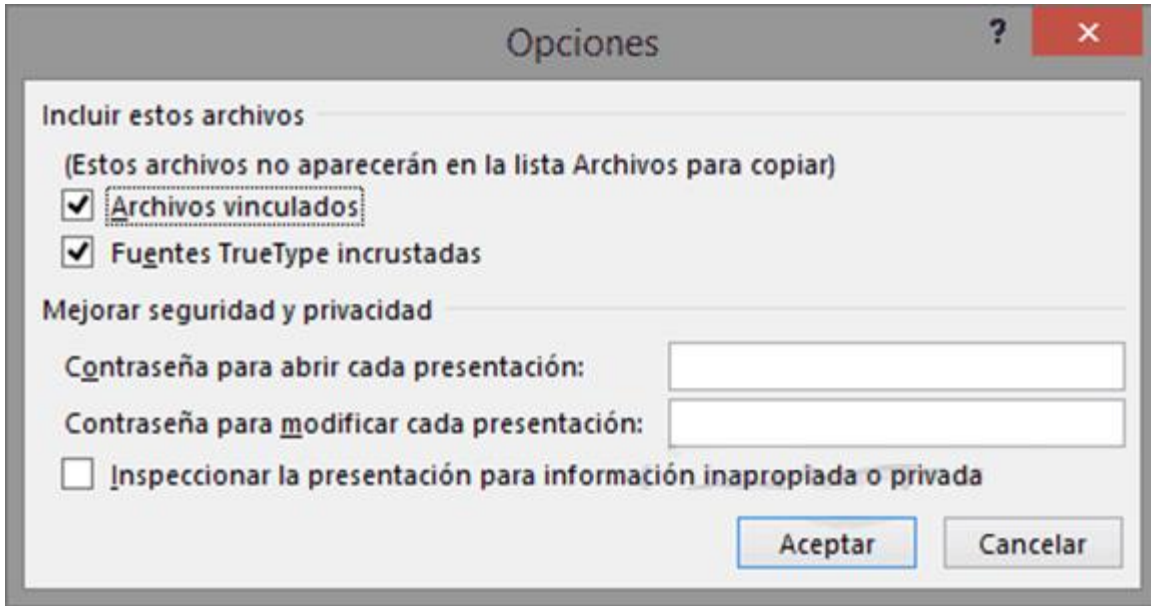 Opciones
?
Incluir estos archivos
(Estos archivos no aparecerán en la lista Archivos para copiar)
Archivos vinculados
Fuentes TrueType incrustadas
Mejorar seguridad y privacidad
Contraseña para abrir cada presentación:
Contraseña para modificar cada presentación:
Inspeccionar la presentación para información inapropiada o privada
Aceptar Cancelar